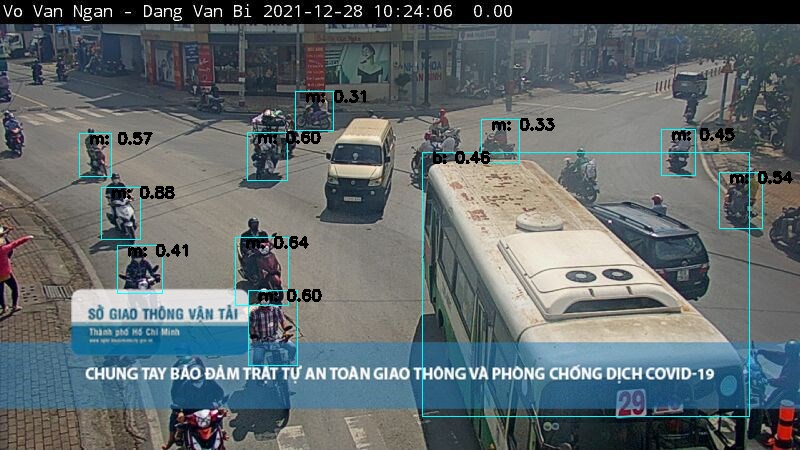 Vo Van Ngan - Dang Van Bi 2021-12-28 10:24:06  0.00
m: 0.31
m: 0.33
m: 0.57
m: 0.60
m: 0.45
b: 0.46
m: 0.54
m: 0.88
m: 0.64
m: 0.41
m: 0.60
SỞ GIAO THÔNG VẬN TẢI
Thành phố Hồ Chí Minh
CHUNG TAY BẢO ĐẢM TRẬT TỰ AN TOÀN GIAO THÔNG VÀ PHÒNG CHỐNG DỊCH COVID-19
29